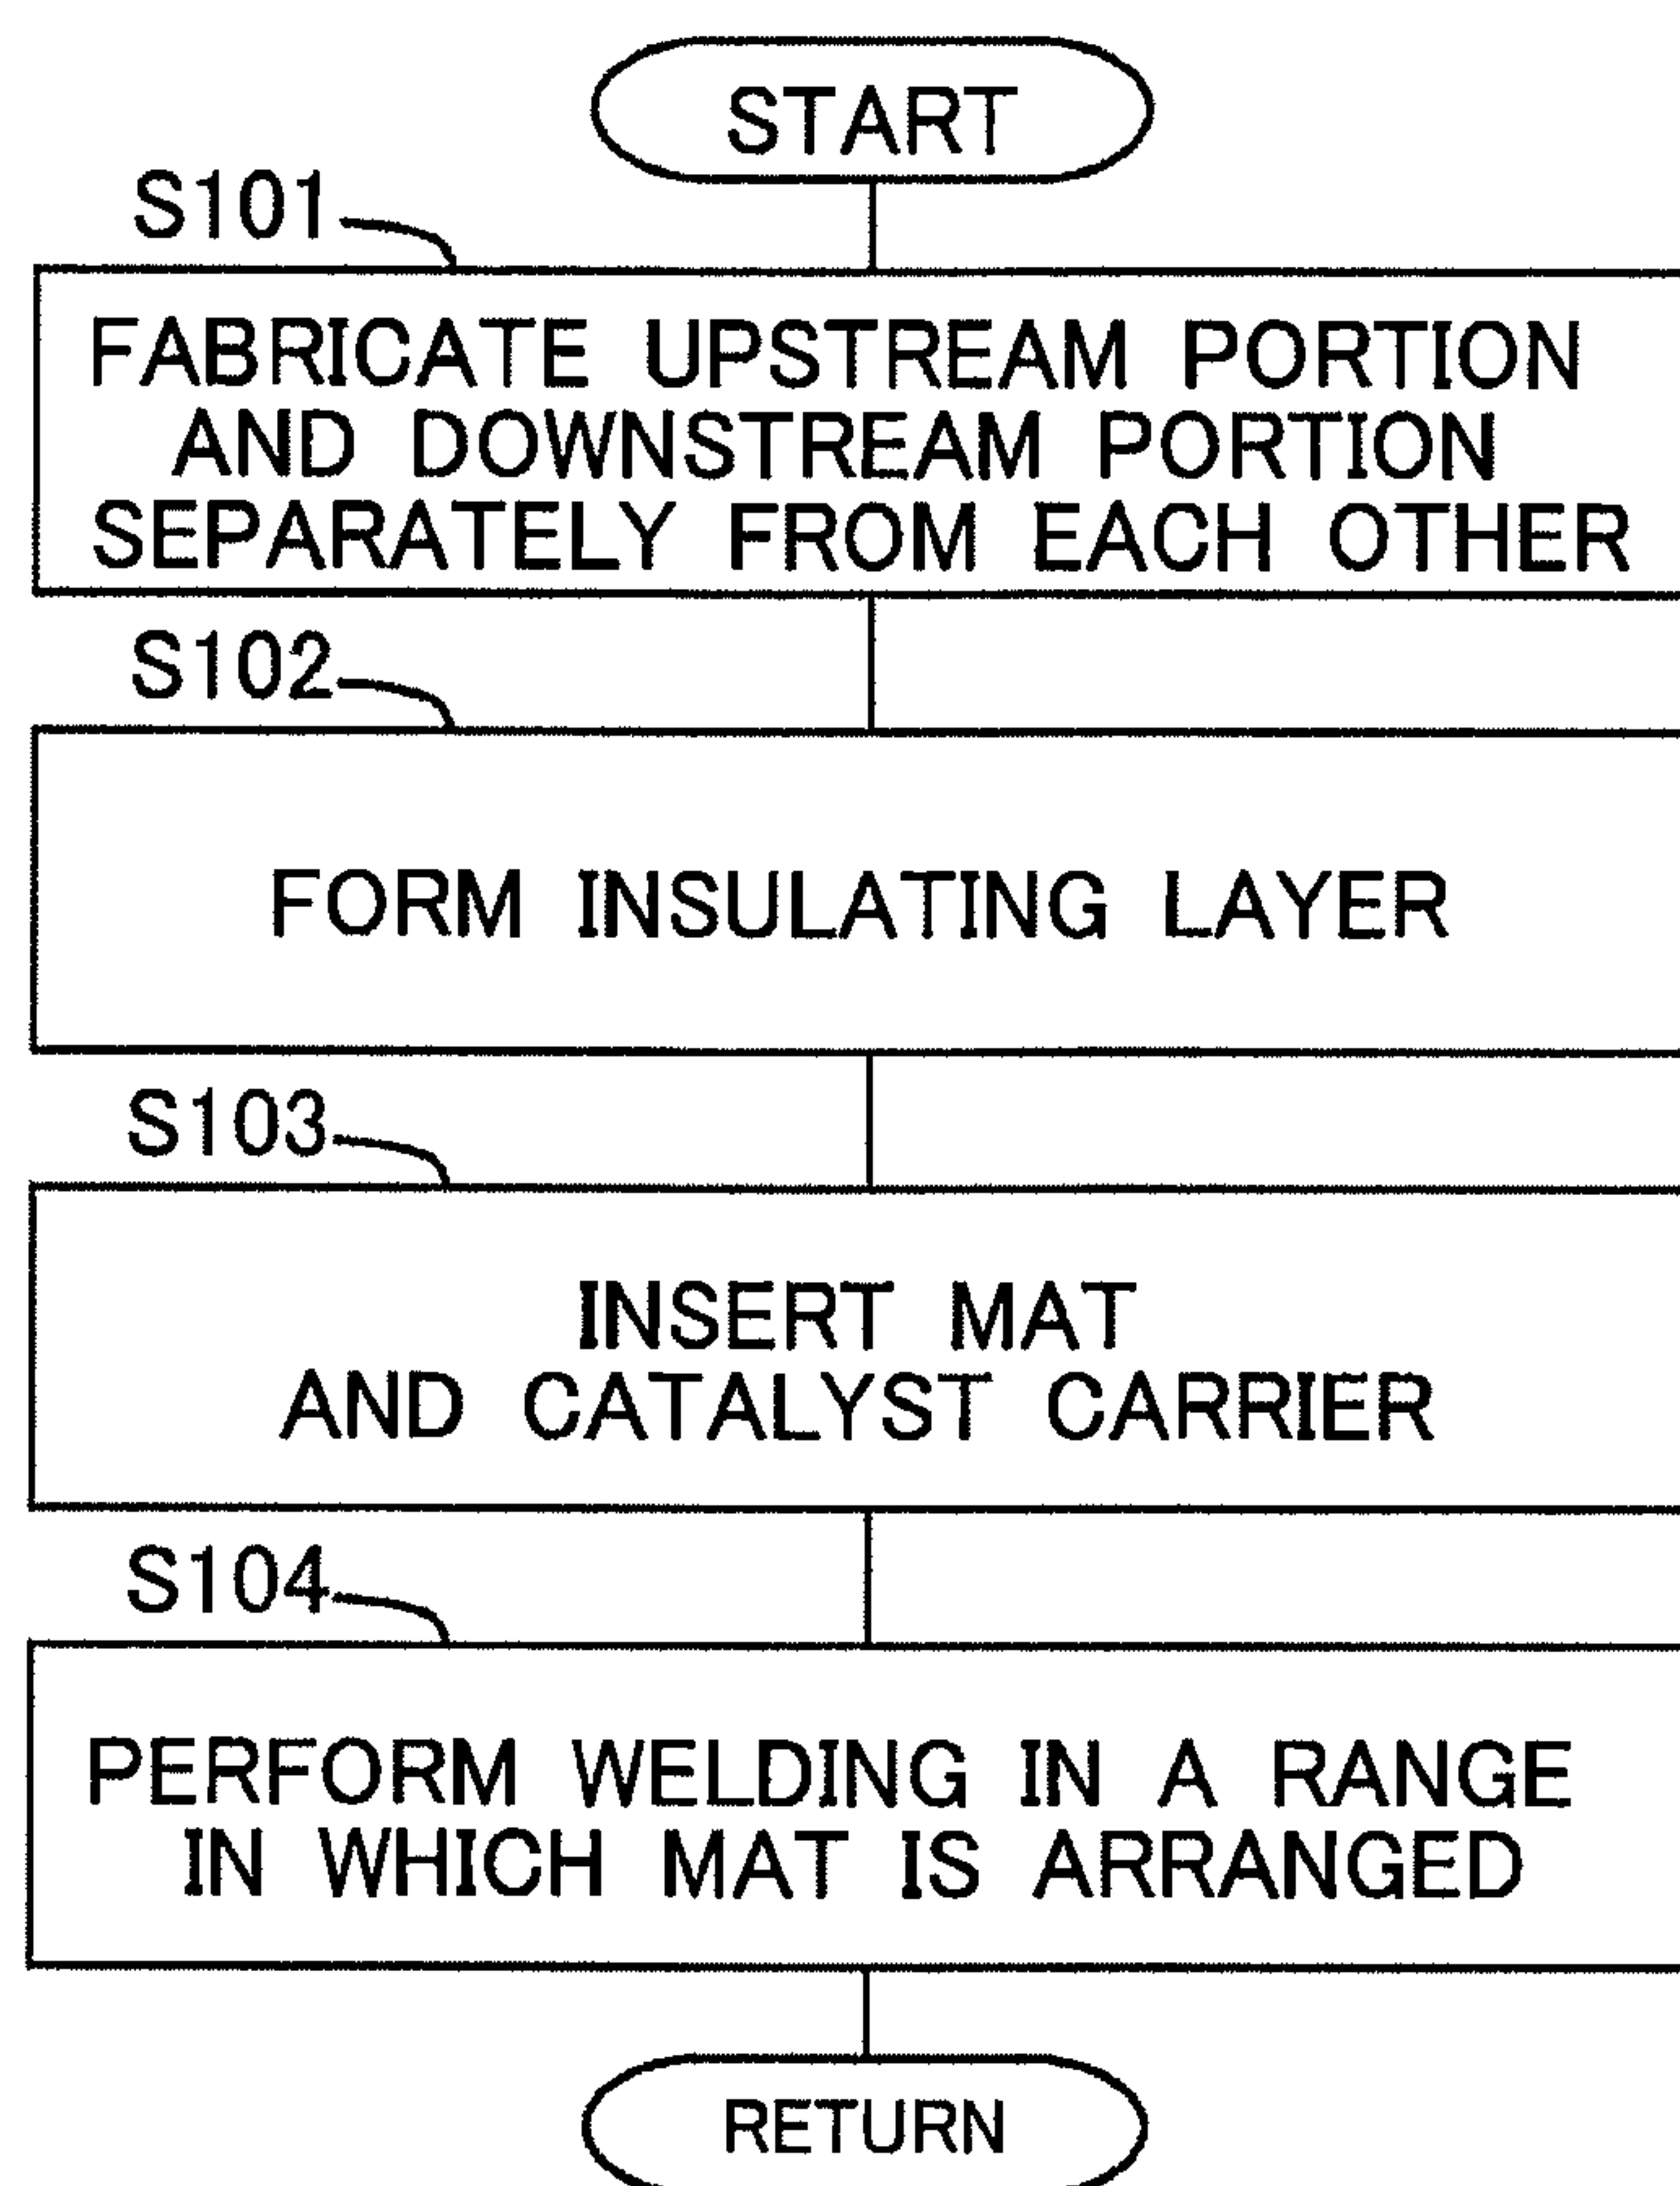 START
S101
FABRICATE UPSTREAM PORTION
AND DOWNSTREAM PORTION
SEPARATELY FROM EACH OTHER
S102
FORM INSULATING LAYER
S103
INSERT MAT
AND CATALYST CARRIER
S104
PERFORM WELDING IN A RANGE
IN WHICH MAT IS ARRANGED
RETURN